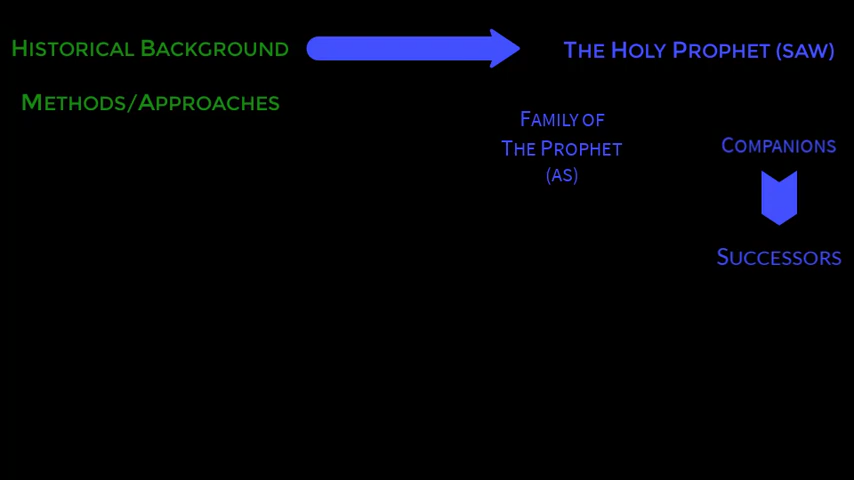 Historical Background
The Holy Prophet (saw)
Methods/Approaches
Family of
The Prophet
(as)
Companions
Successors